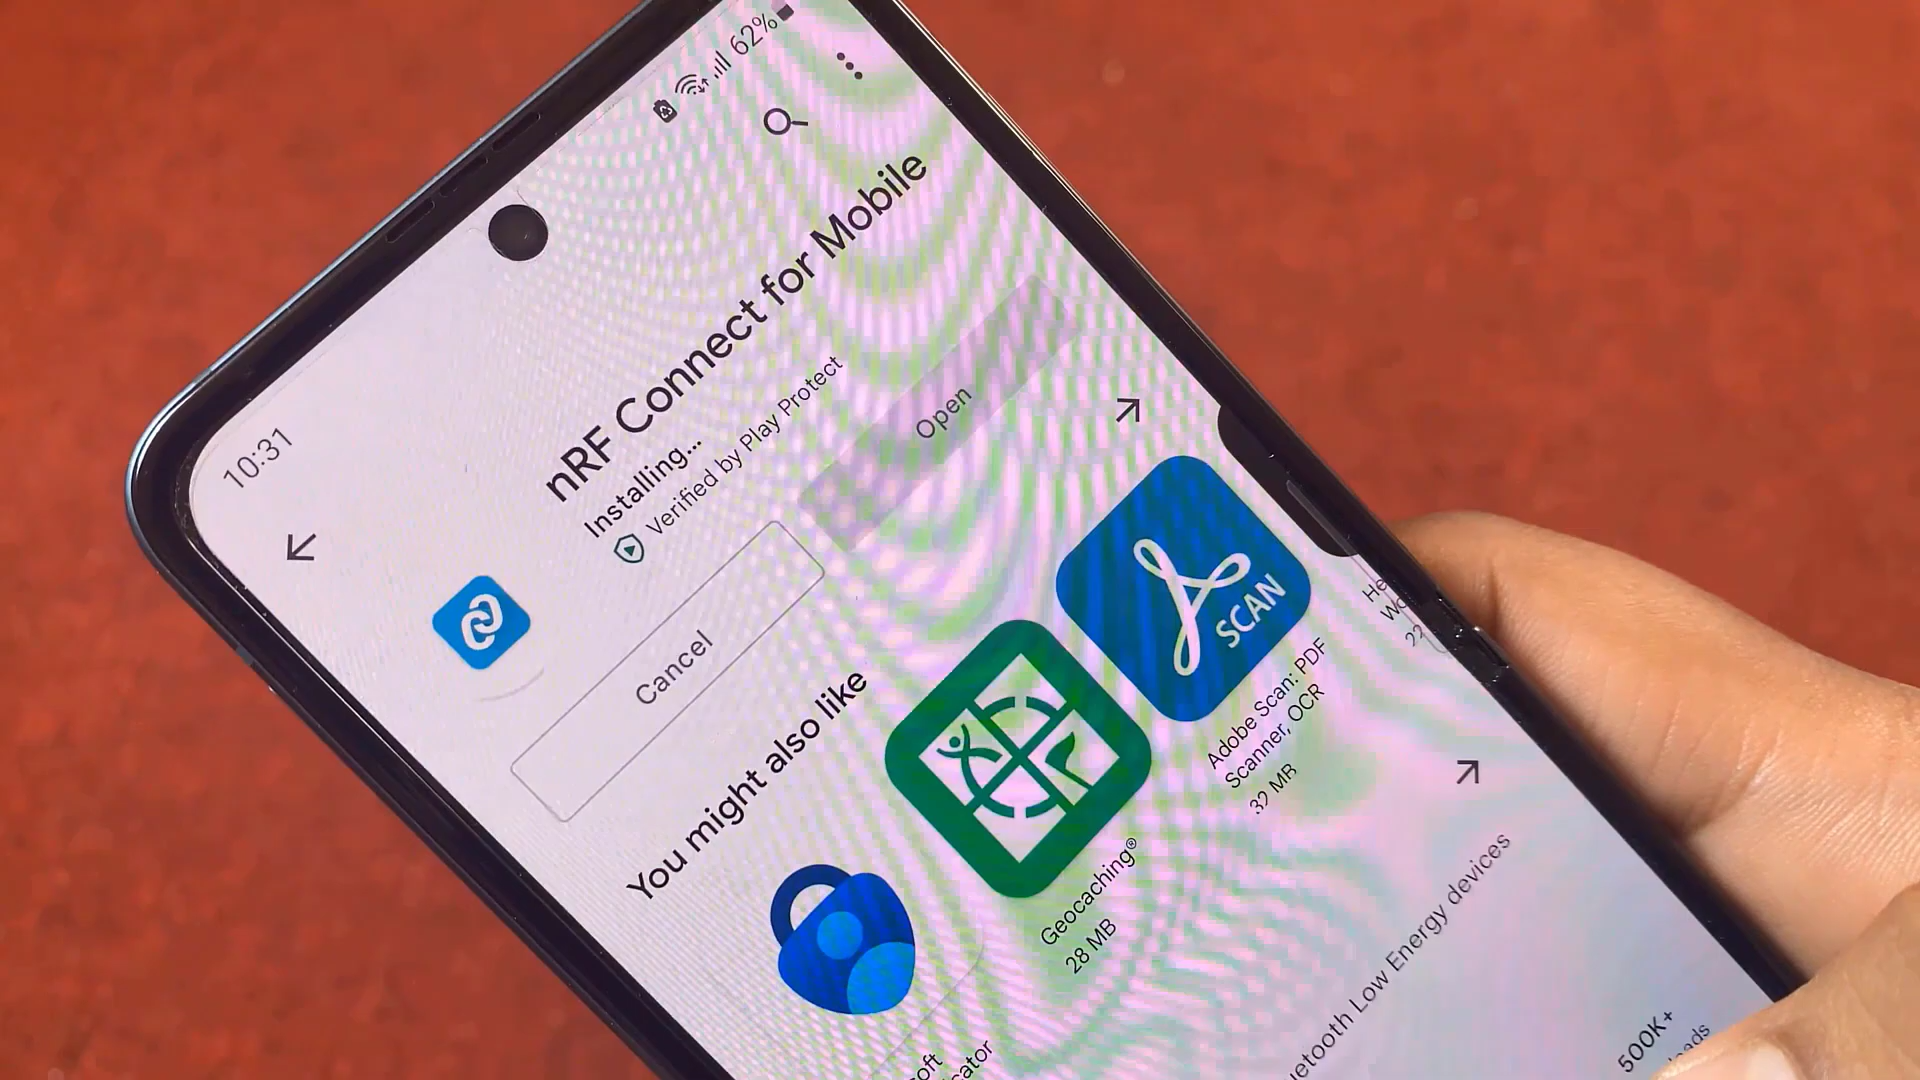 10:31
62%
nRF Connect for Mobile
Installing...
Verified by Play Protect
Cancel
Open
You might also like
SCAN
Geocaching®
28 MB
Adobe Scan: PDF
Scanner, OCR
32 MB
Low Energy devices
500K+